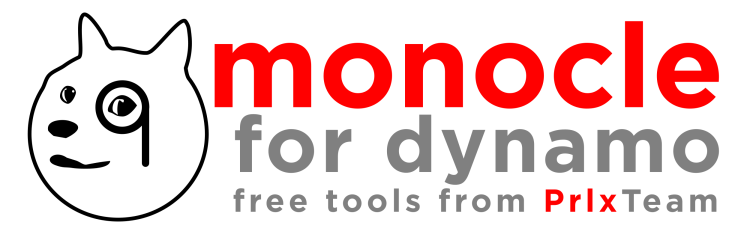 monocle
for dynamo
free tools from PrlxTeam